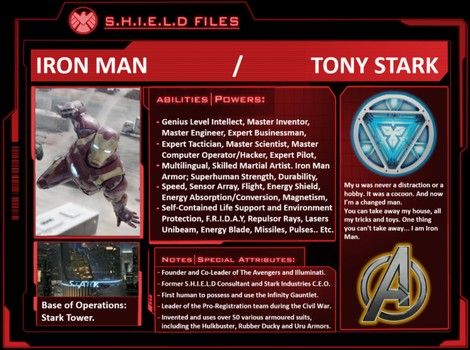 S.H.I.E.L.D FILES
IRON MAN / TONY STARK
ABILITIES|POWERS:
- Genius Level Intellect, Master Inventor,
Master Engineer, Expert Businessman,
- Expert Tactician, Master Scientist, Master
Computer Operator/Hacker, Expert Pilot,
- Multilingual, Skilled Martial Artist. Iron Man
Armor; Superhuman Strength, Durability,
- Speed, Sensor Array, Flight, Energy Shield,
Energy Absorption/Conversion, Magnetism,
- Self-Contained Life Support and Environment
Protection, F.R.I.D.A.Y, Repulsor Rays, Lasers
Unibeam, Energy Blade, Missiles, Pulses.. Etc.
My u was never a distraction or a
hobby. It was a cocoon. And now
I'm a changed man.
You can take away my house, all
my tricks and toys. One thing
you can't take away... I am Iron
Man.
STARK
Base of Operations:
Stark Tower.
NOTES|SPECIAL ATTRIBUTES:
- Founder and Co-Leader of The Avengers and Illuminati.
- Former S.H.I.E.L.D Consultant and Stark Industries C.E.O.
- First human to possess and use the Infinity Gauntlet.
- Leader of the Pro-Registration team during the Civil War.
- Invented and uses over 50 various armoured suits,
including the Hulkbuster, Rubber Ducky and Uru Armors.